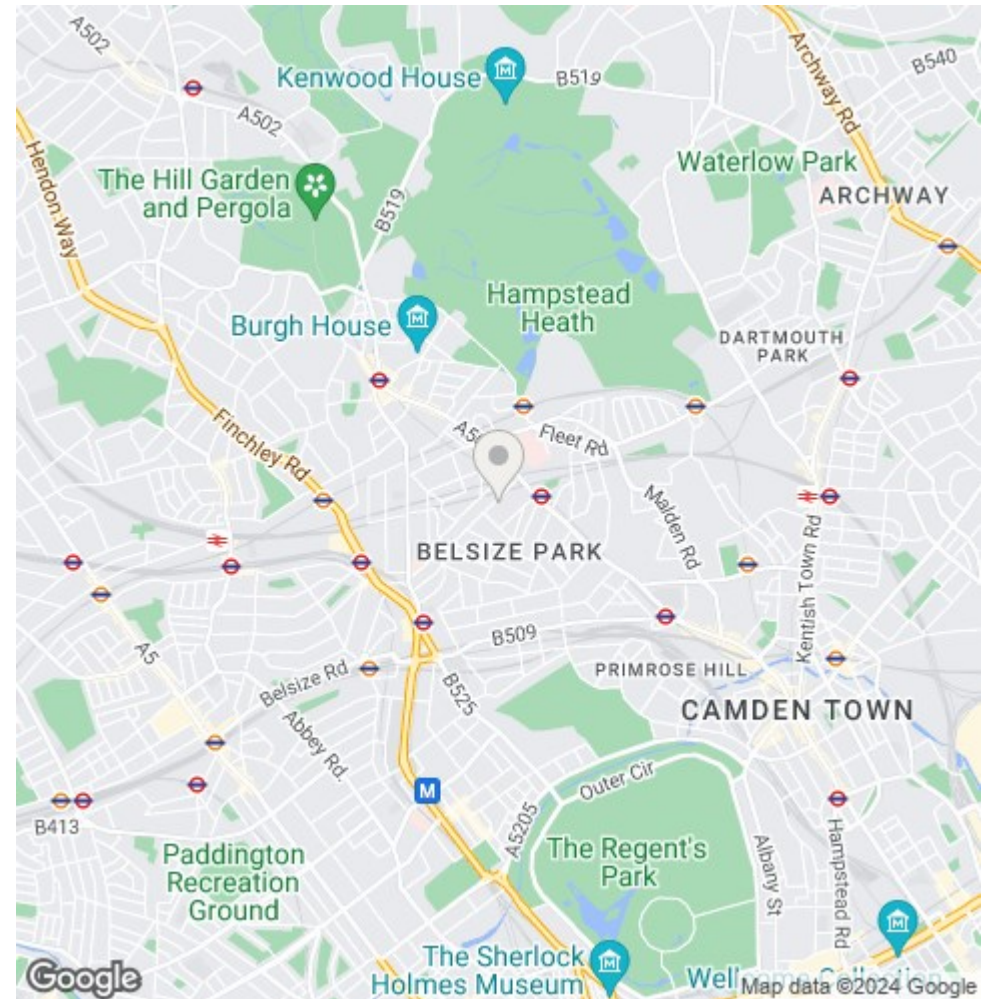 A502
Kenwood House
B519
B540
Archway Rd
A502
Hendon Way
The Hill Garden
and Pergola
B519
Waterlow Park
ARCHWAY
Hampstead
Heath
Burgh House
DARTMOUTH
PARK
Finchley Rd
Fleet Rd
Malden Rd
BELSIZE PARK
Kentish Town Rd
A5
B509
Belsize Rd
B525
PRIMROSE HILL
Abbey Rd.
CAMDEN TOWN
M
Outer Cir
B413
A5205
Albany St
Hampstead Rd
Paddington
Recreation
Ground
The Regent's
Park
The Sherlock
Holmes Museum
Google
Map data ©2024 Google